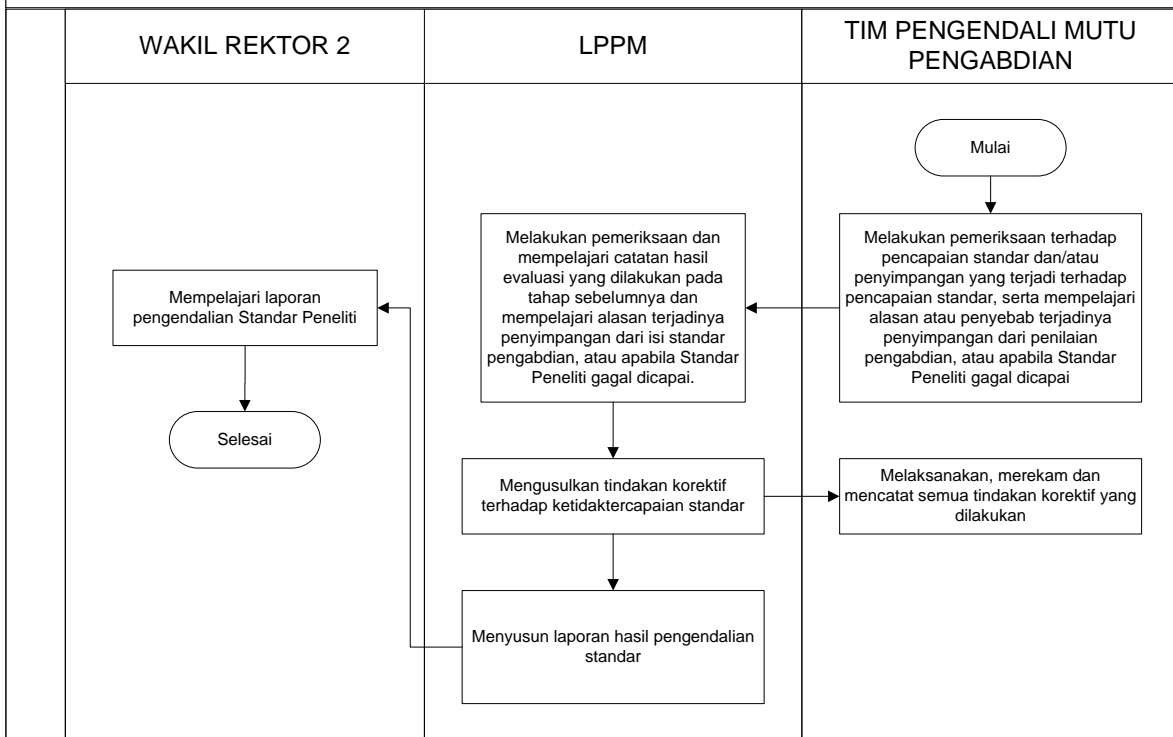 WAKIL REKTOR 2
LPPM
TIM PENGENDALI MUTU
PENGABDIAN
Mulai
Melakukan pemeriksaan terhadap
pencapaian standar dan/atau
penyimpangan yang terjadi terhadap
pencapaian standar, serta mempelajari
alasan atau penyebab terjadinya
penyimpangan dari penilaian
pengabdian, atau apabila Standar
Peneliti gagal dicapai
Melakukan pemeriksaan dan
mempelajari catatan hasil
evaluasi yang dilakukan pada
tahap sebelumnya dan
mempelajari alasan terjadinya
penyimpangan dari isi standar
pengabdian, atau apabila Standar
Peneliti gagal dicapai.
Mengusulkan tindakan korektif
terhadap ketidaktercapaian standar
Melaksanakan, merekam dan
mencatat semua tindakan korektif yang
dilakukan
Menyusun laporan hasil pengendalian
standar
Mempelajari laporan
pengendalian Standar Peneliti
Selesai